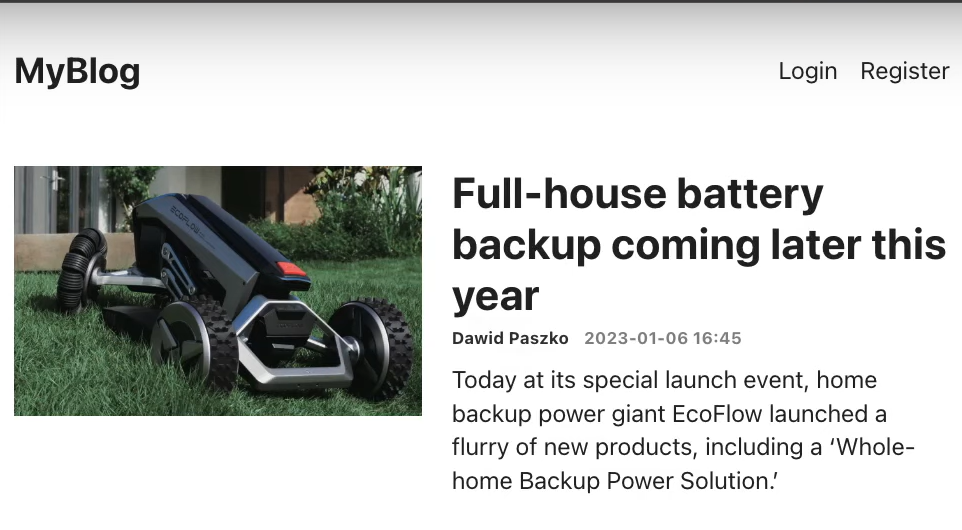 MyBlog
Login Register
Full-house battery
backup coming later this
year
Dawid Paszko 2023-01-06 16:45
Today at its special launch event, home
backup power giant EcoFlow launched a
flurry of new products, including a ‘Whole-
home Backup Power Solution.’
ECOFLOW